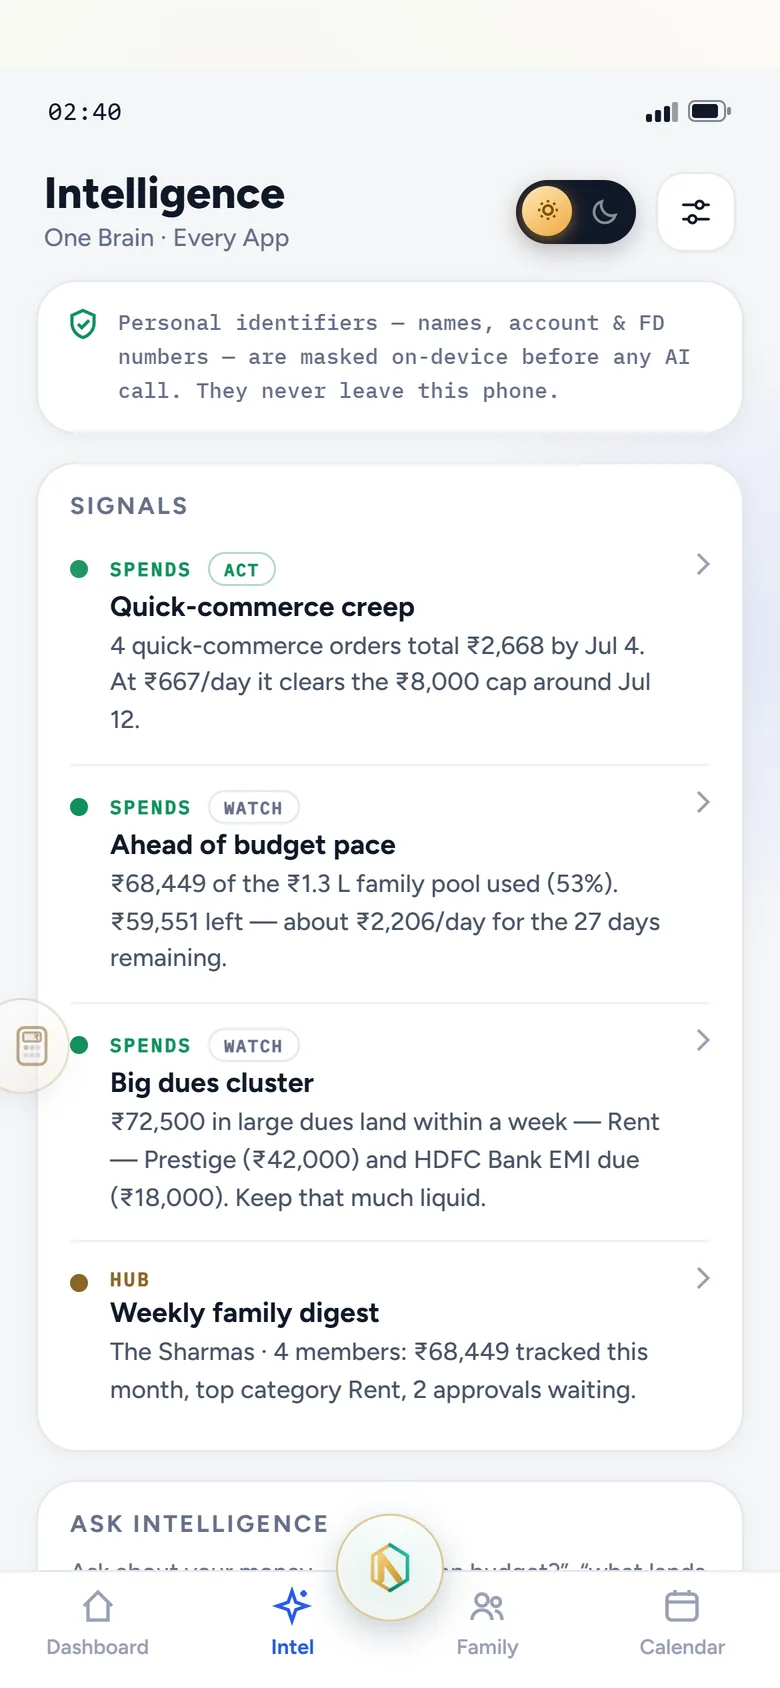 02:40
Intelligence
One Brain · Every App
Personal identifiers — names, account & FD
numbers — are masked on-device before any AI
call. They never leave this phone.
SIGNALS
SPENDS ACT
Quick-commerce creep
4 quick-commerce orders total ₹2,668 by Jul 4.
At ₹667/day it clears the ₹8,000 cap around Jul
12.
SPENDS WATCH
Ahead of budget pace
₹68,449 of the ₹1.3 L family pool used (53%).
₹59,551 left — about ₹2,206/day for the 27 days
remaining.
SPENDS WATCH
Big dues cluster
₹72,500 in large dues land within a week — Rent
— Prestige (₹42,000) and HDFC Bank EMI due
(₹18,000). Keep that much liquid.
HUB
Weekly family digest
The Sharmas · 4 members: ₹68,449 tracked this
month, top category Rent, 2 approvals waiting.
ASK INTELLIGENCE
Ask about your money budget?”, “what lands
Dashboard
Intel
Family
Calendar